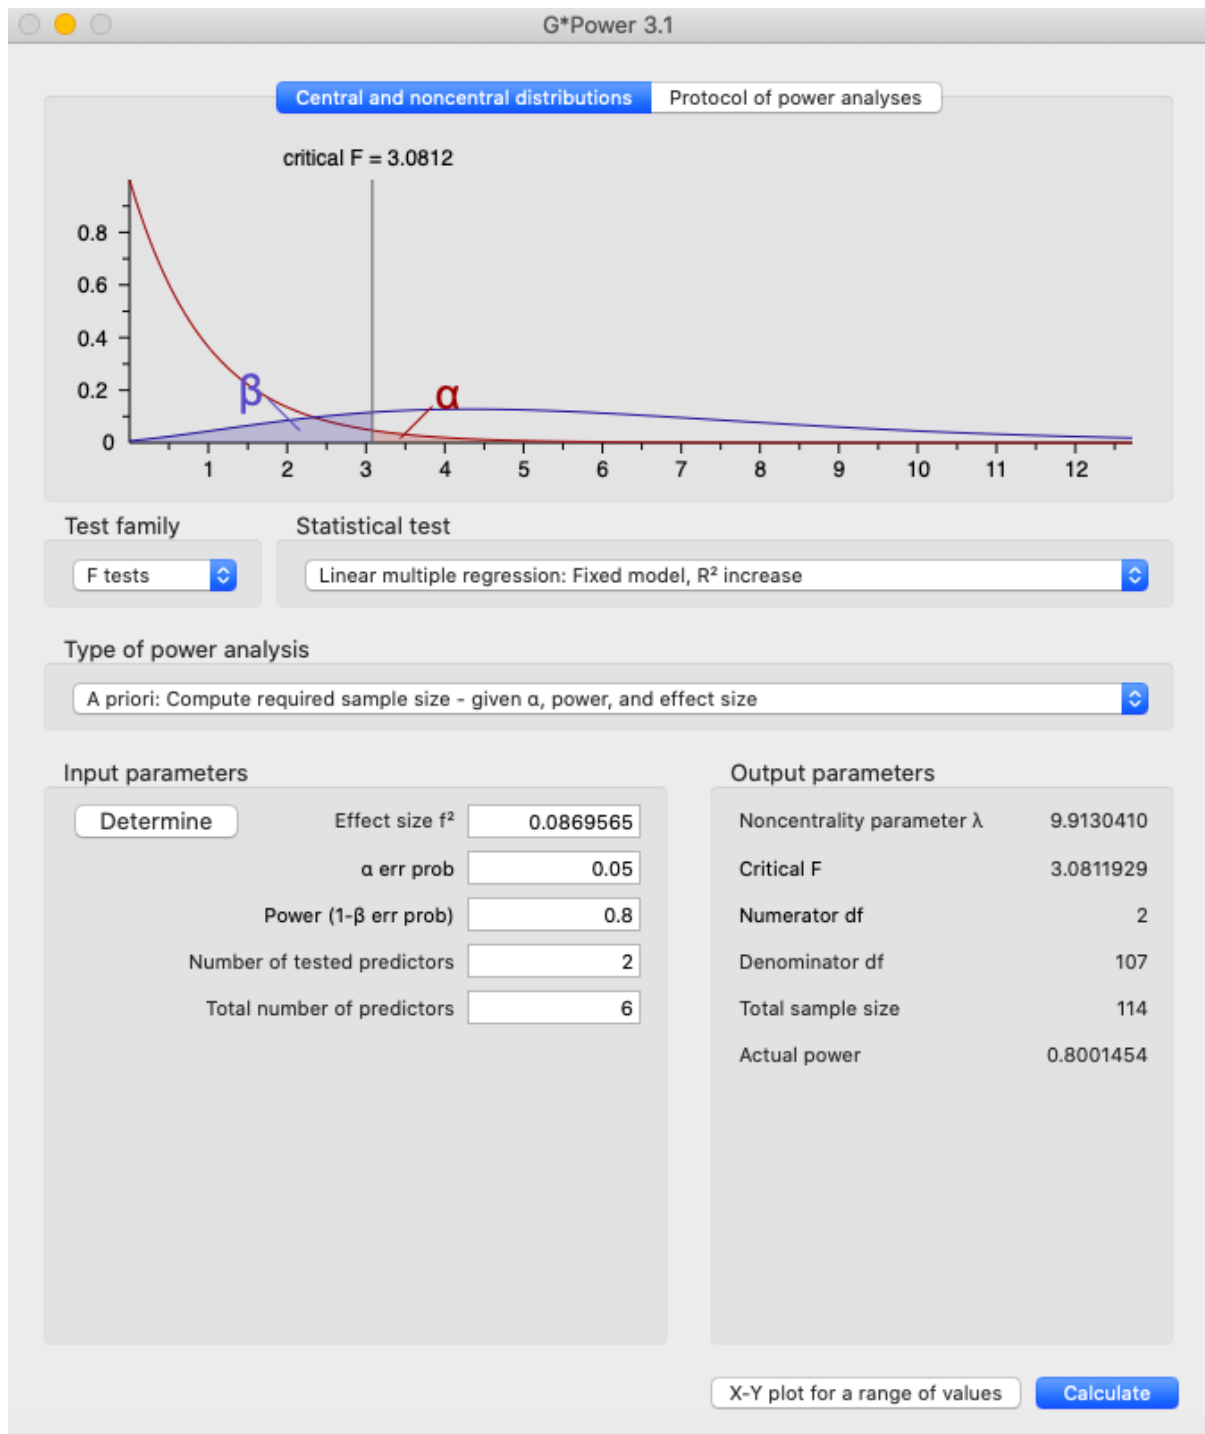 G*Power 3.1
Central and noncentral distributions Protocol of power analyses
critical F = 3.0812
0.8
0.6
0.4
0.2
0
β
α
1 2 3 4 5 6 7 8 9 10 11 12
Test family Statistical test
F tests Linear multiple regression: Fixed model, R² increase
Type of power analysis
A priori: Compute required sample size - given α, power, and effect size
Input parameters Output parameters
Determine Effect size f² 0.0869565 Noncentrality parameter λ 9.9130410
α err prob 0.05 Critical F 3.0811929
Power (1-β err prob) 0.8 Numerator df 2
Number of tested predictors 2 Denominator df 107
Total number of predictors 6 Total sample size 114
Actual power 0.8001454
X-Y plot for a range of values Calculate